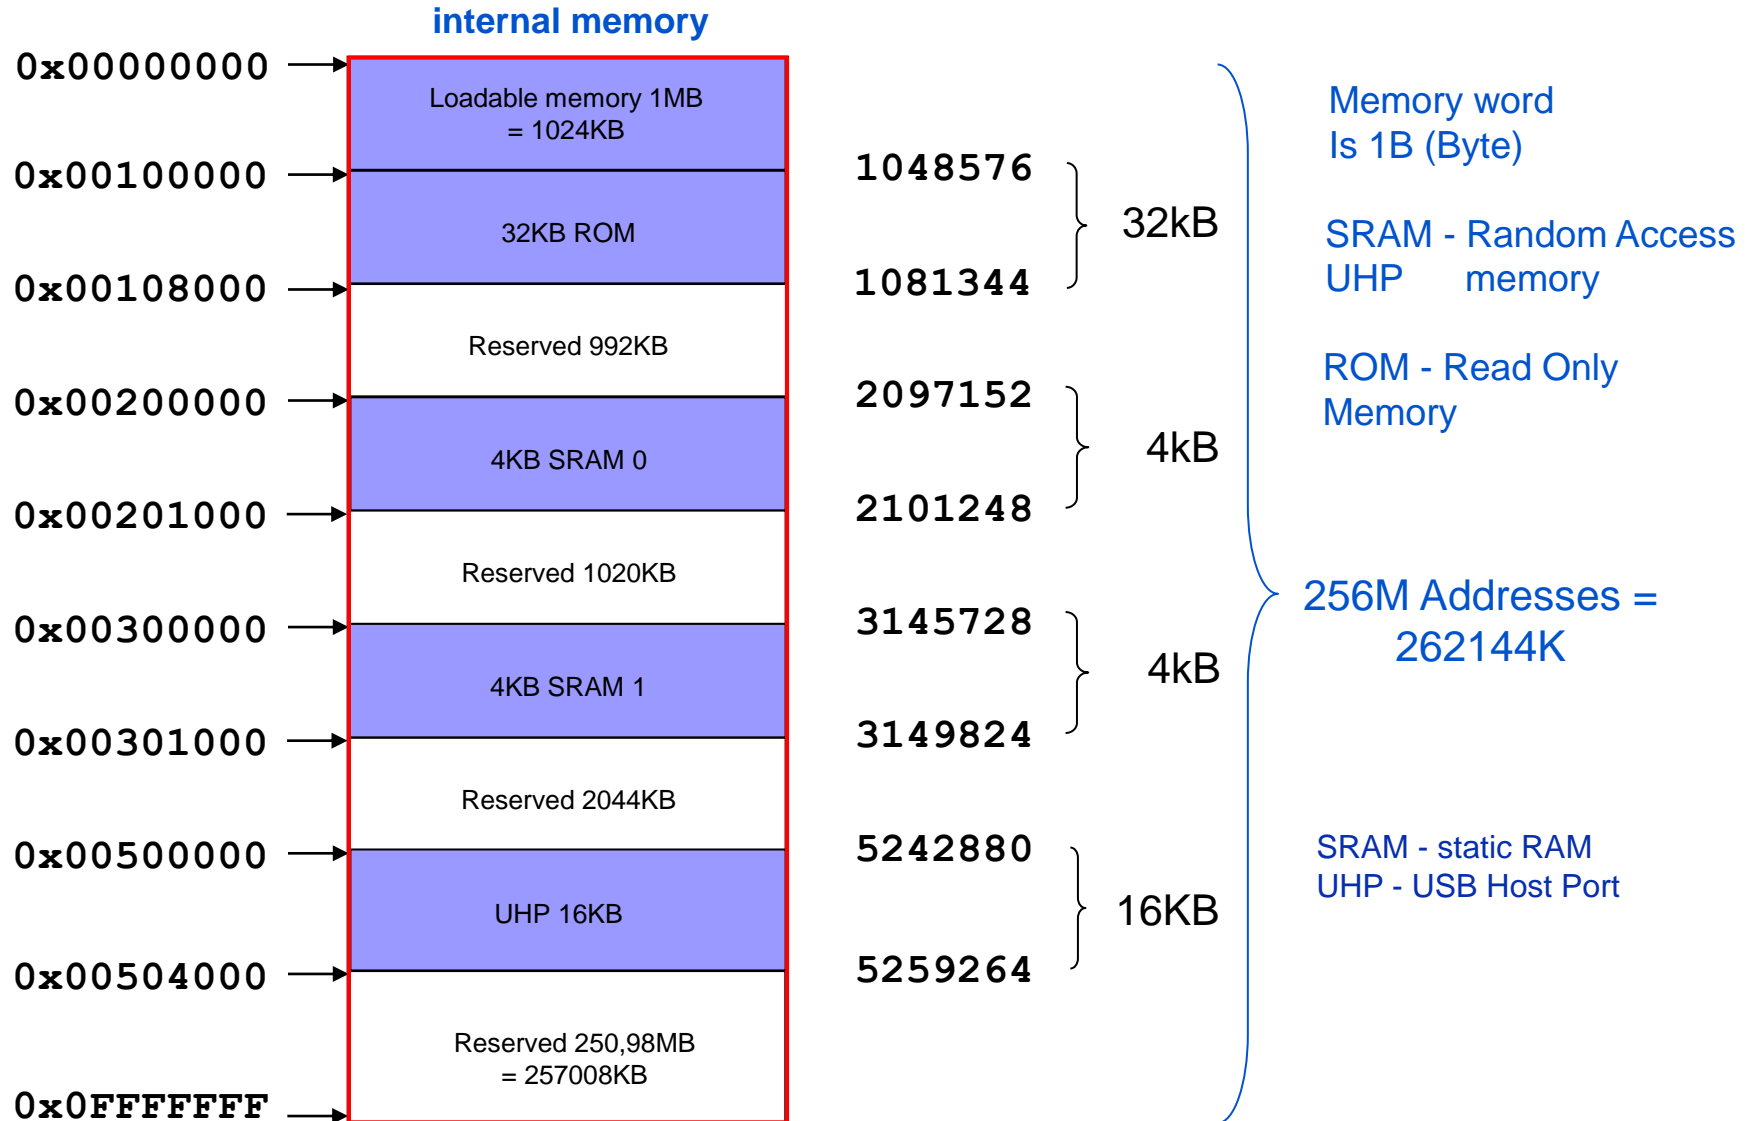 internal memory
0x00000000
Loadable memory 1MB
= 1024KB
0x00100000
32KB ROM
0x00108000
Reserved 992KB
0x00200000
4KB SRAM 0
0x00201000
Reserved 1020KB
0x00300000
4KB SRAM 1
0x00301000
Reserved 2044KB
0x00500000
UHP 16KB
0x00504000
Reserved 250,98MB
= 257008KB
0x0FFFFFFF
1048576
32kB
1081344
2097152
4kB
2101248
3145728
4kB
3149824
5242880
16KB
5259264
Memory word
Is 1B (Byte)
SRAM - Random Access
UHP memory
ROM - Read Only
Memory
256M Addresses =
262144K
SRAM - static RAM
UHP - USB Host Port